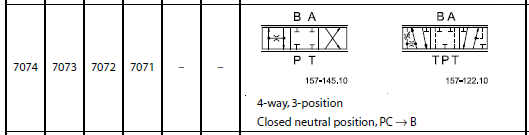 7074 7073 7072 7071 – –
B A
P T
157-145.10
B A
T P T
157-122.10
4-way, 3-position
Closed neutral position, PC → B